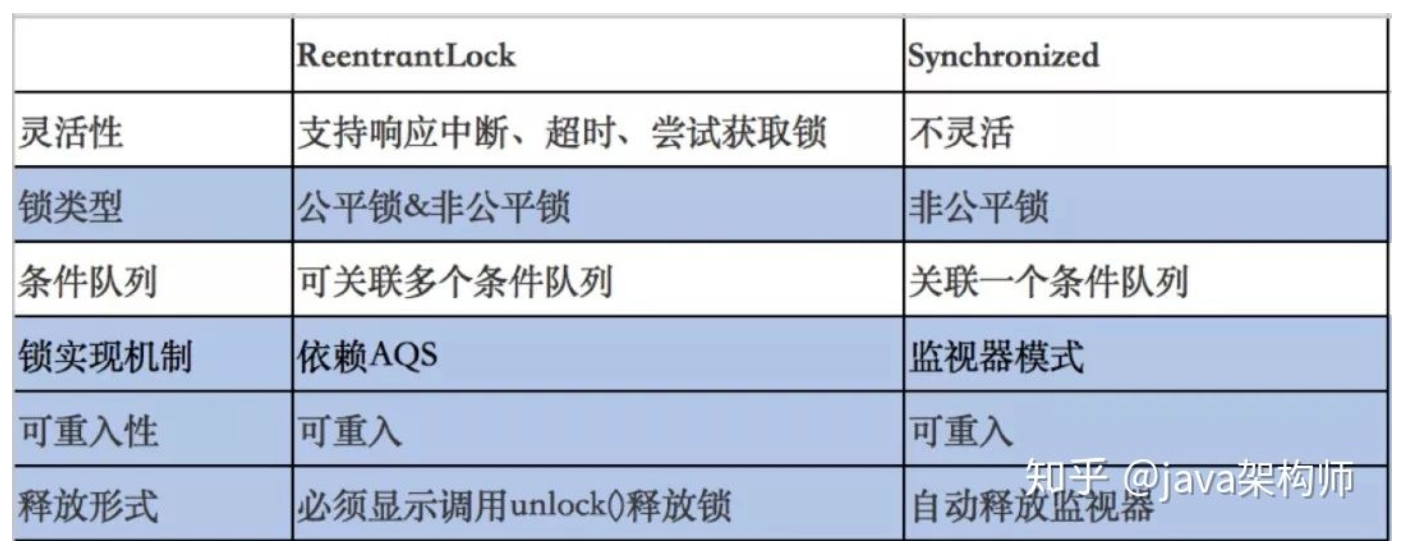 ReentrantLock Synchronized
灵活性 支持响应中断、超时、尝试获取锁 不灵活
锁类型 公平锁&非公平锁 非公平锁
条件队列 可关联多个条件队列 关联一个条件队列
锁实现机制 依赖AQS 监视器模式
可重入性 可重入 可重入
知乎 @java架构师
释放形式 必须显示调用unlock()释放锁 自动释放监视器